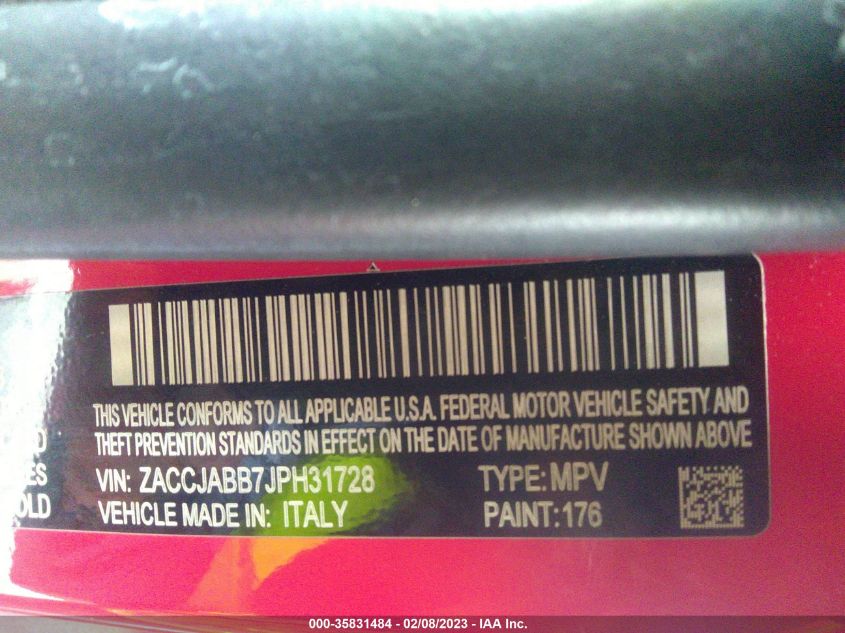 THIS VEHICLE CONFORMS TO ALL APPLICABLE U.S.A. FEDERAL MOTOR VEHICLE SAFETY AND
THEFT PREVENTION STANDARDS IN EFFECT ON THE DATE OF MANUFACTURE SHOWN ABOVE
VIN: ZACCJABB7JPH31728 TYPE: MPV
VEHICLE MADE IN: ITALY PAINT: 176
OLD
000-35831484 - 02/08/2023 - IAA Inc.